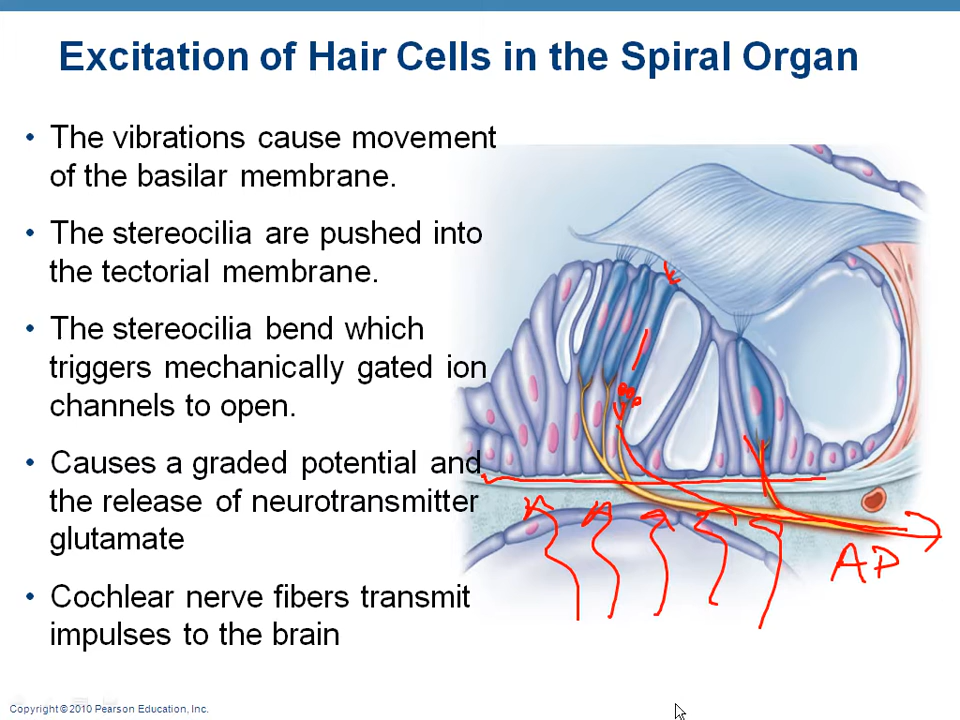 Excitation of Hair Cells in the Spiral Organ
• The vibrations cause movement
of the basilar membrane.
• The stereocilia are pushed into
the tectorial membrane.
• The stereocilia bend which
triggers mechanically gated ion
channels to open.
• Causes a graded potential and
the release of neurotransmitter
glutamate
• Cochlear nerve fibers transmit
impulses to the brain
AP
Copyright © 2010 Pearson Education, Inc.